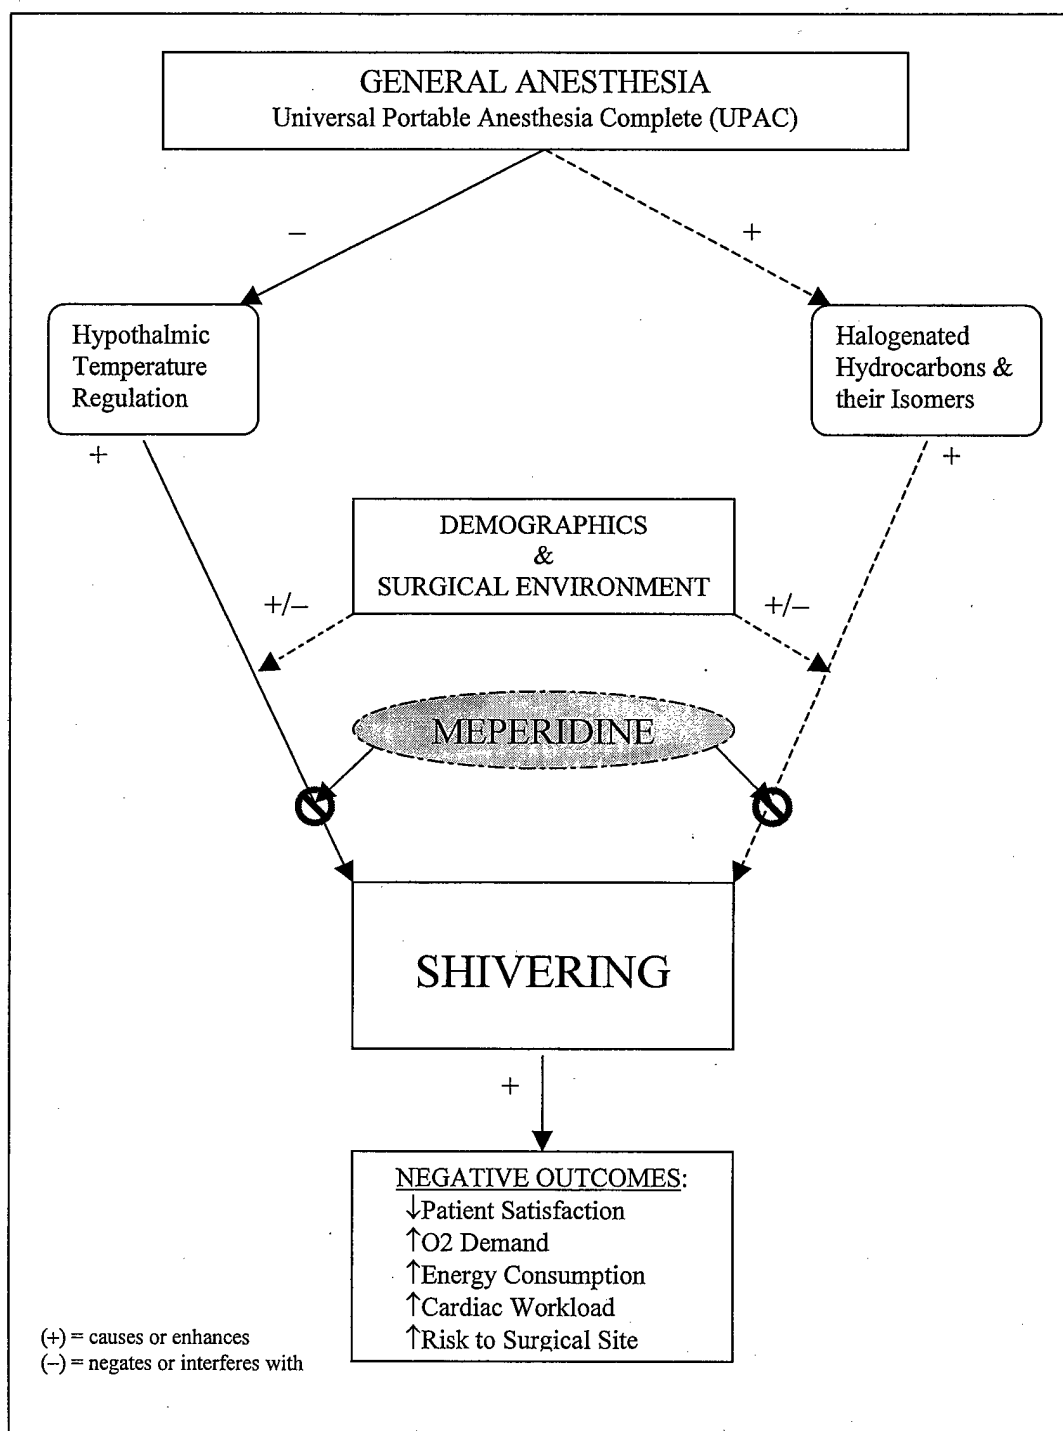 GENERAL ANESTHESIA
Universal Portable Anesthesia Complete (UPAC)
–
+
Hypothalmic
Temperature
Regulation
Halogenated
Hydrocarbons &
their Isomers
+
+
DEMOGRAPHICS
&
SURGICAL ENVIRONMENT
+/–
+/–
MEPERIDINE
SHIVERING
+
NEGATIVE OUTCOMES:
↓Patient Satisfaction
↑O2 Demand
↑Energy Consumption
↑Cardiac Workload
↑Risk to Surgical Site
(+) = causes or enhances
(–) = negates or interferes with